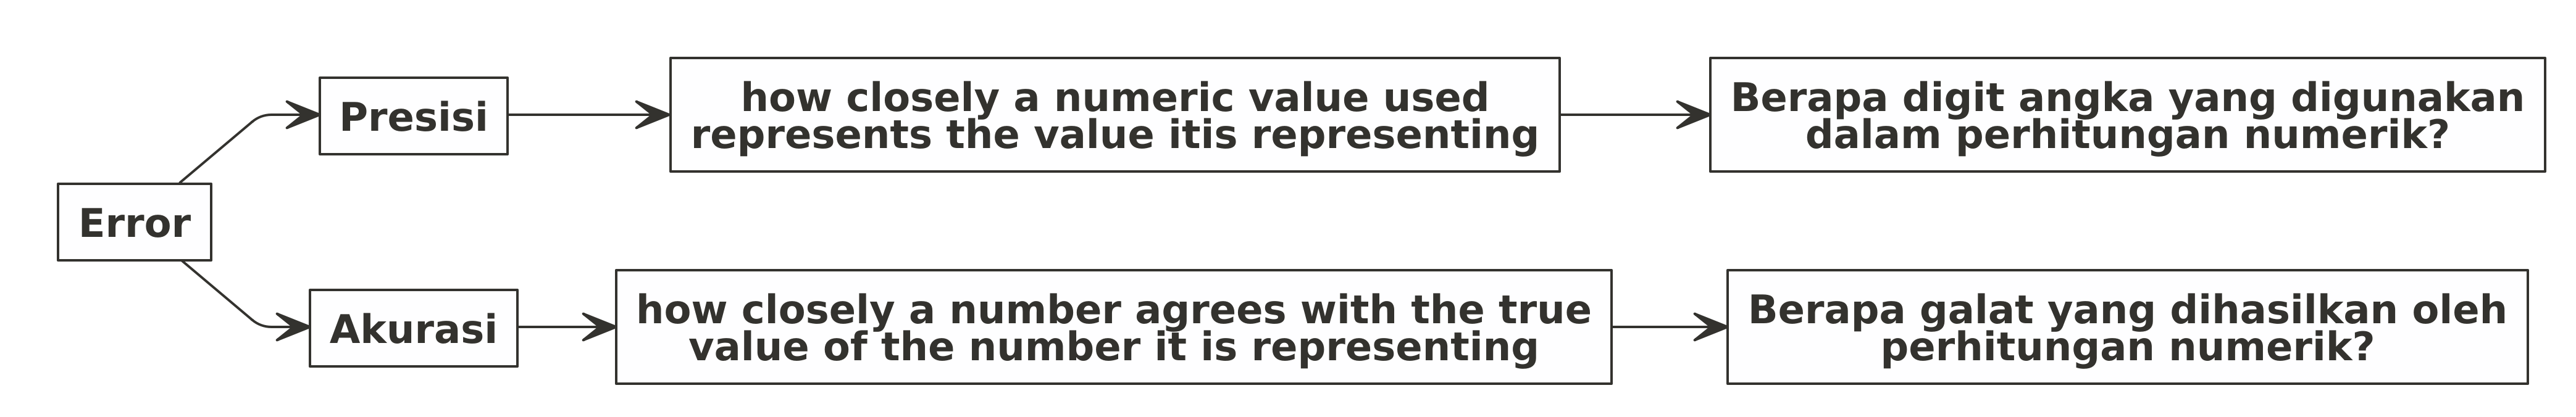 Error
Presisi
how closely a numeric value used
represents the value itis representing
Berapa digit angka yang digunakan
dalam perhitungan numerik?
Akurasi
how closely a number agrees with the true
value of the number it is representing
Berapa galat yang dihasilkan oleh
perhitungan numerik?